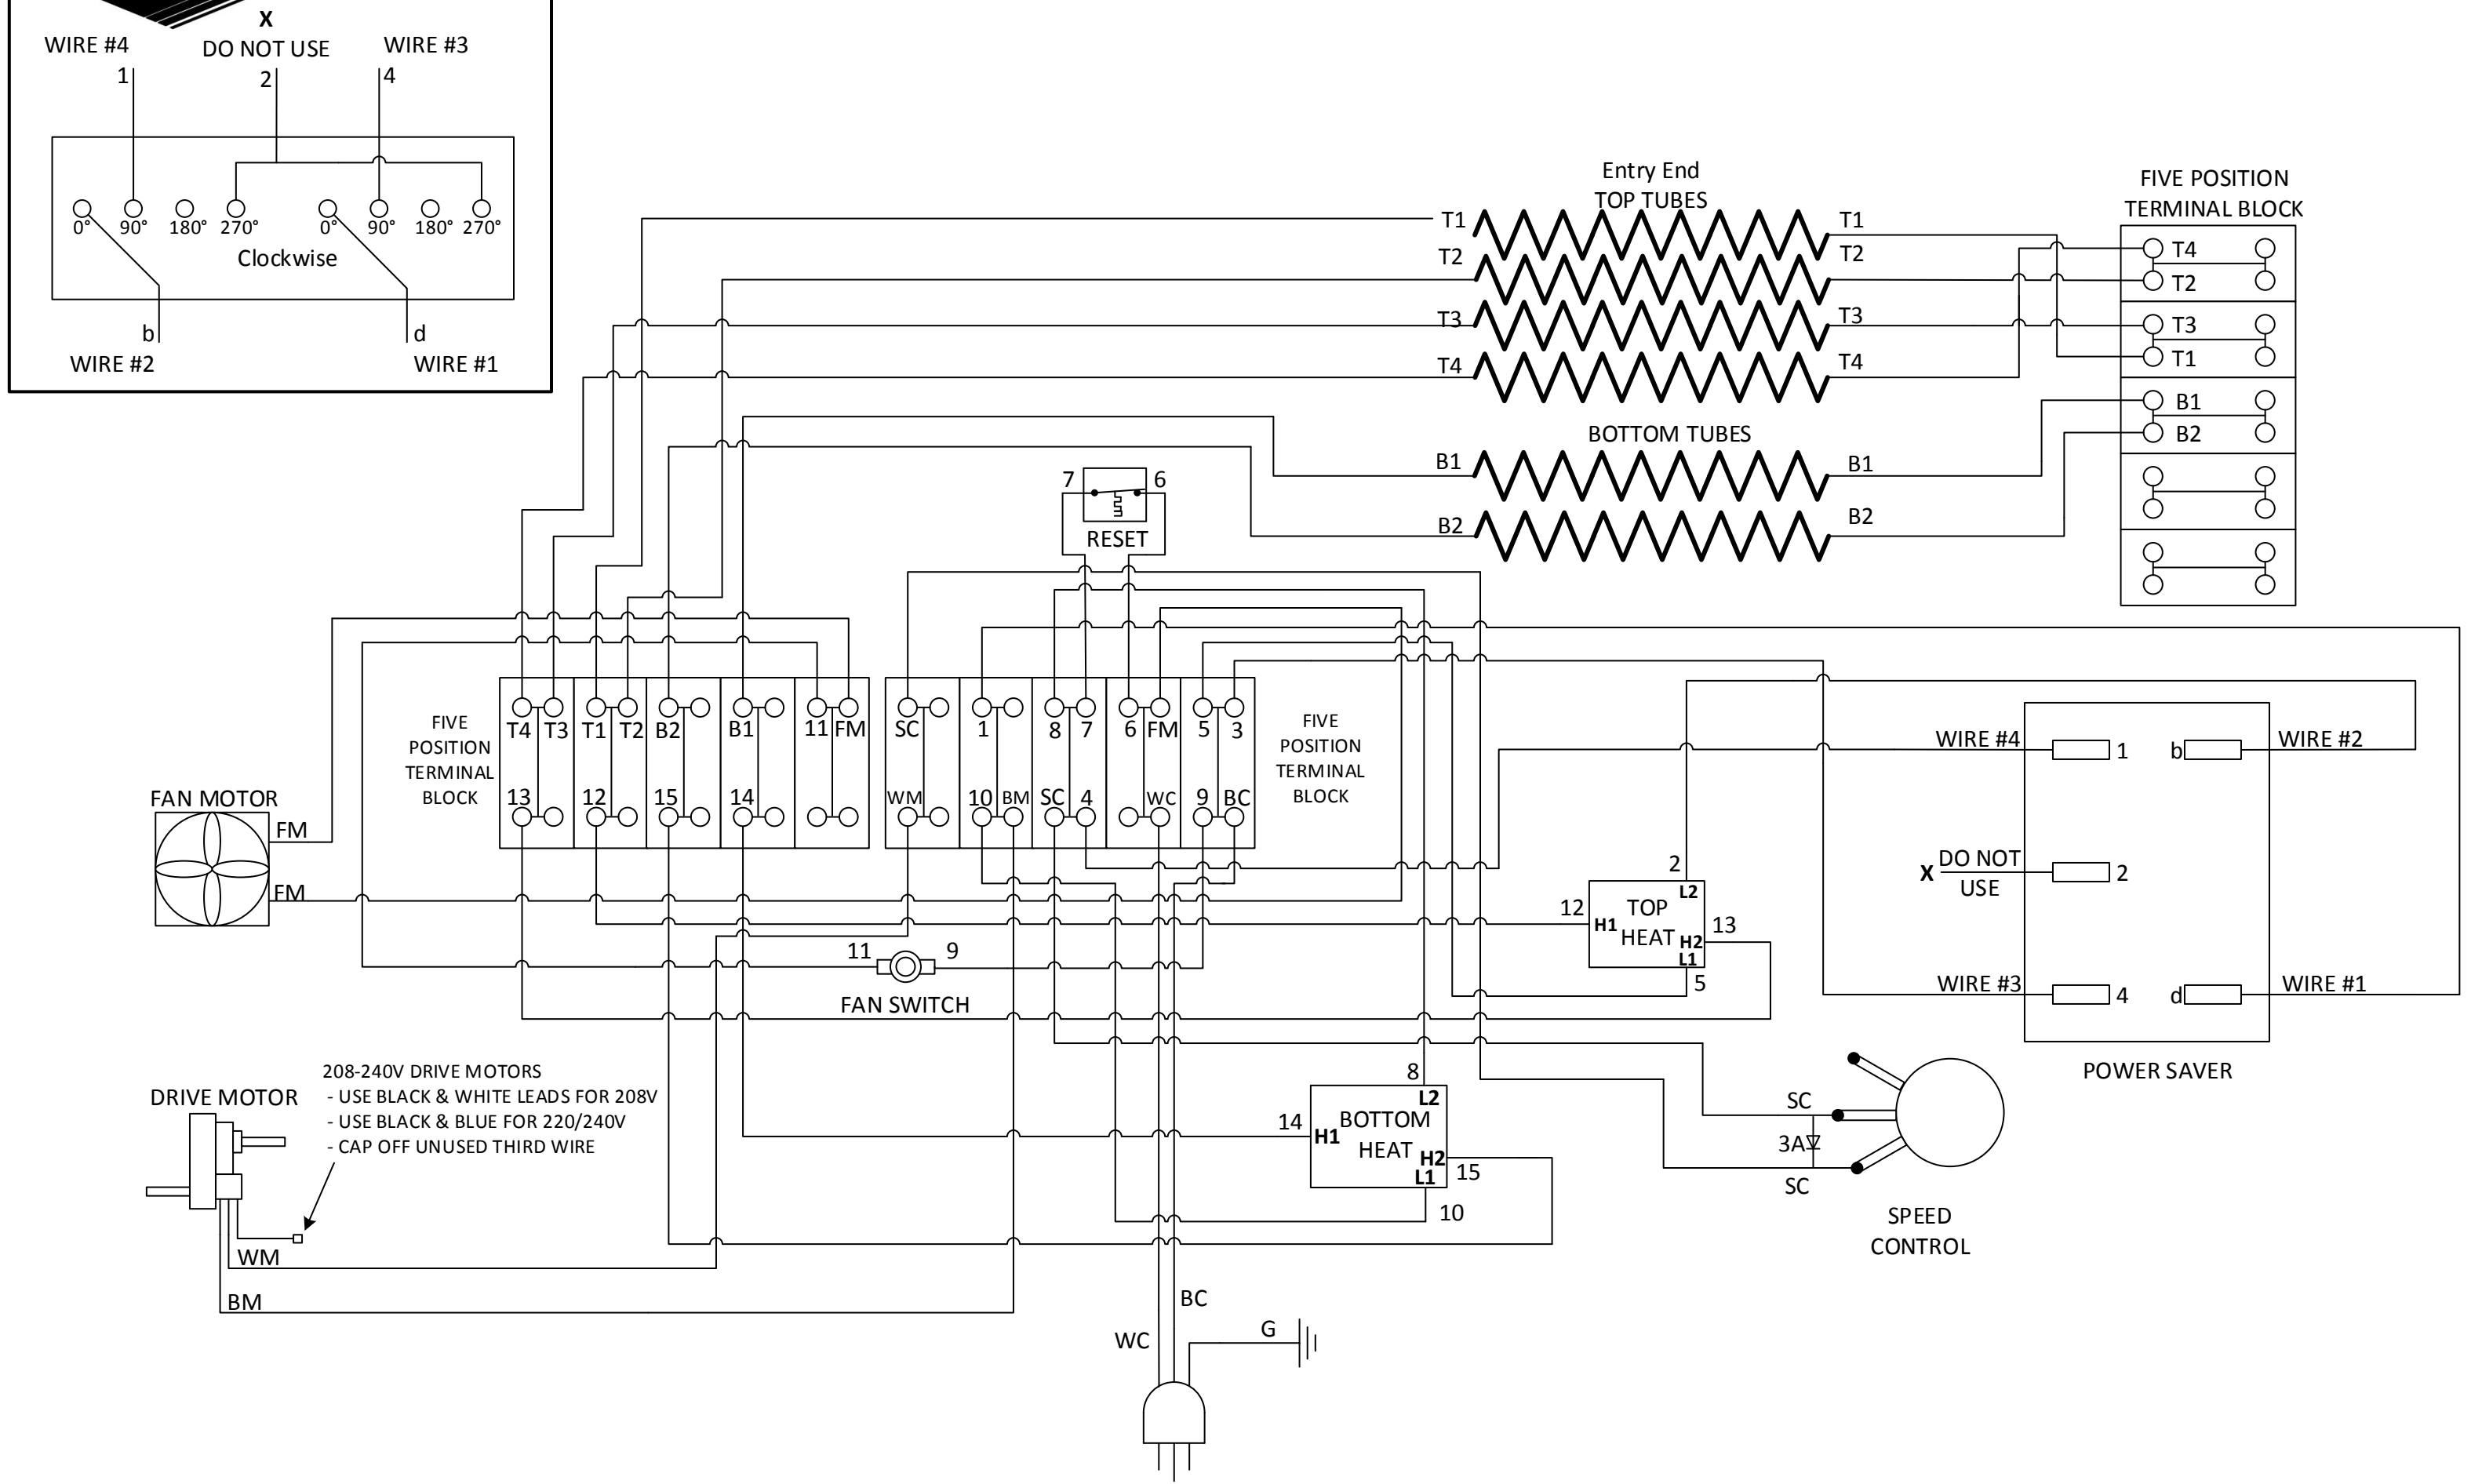 X
WIRE #4
DO NOT USE
WIRE #3
1
2
4
0°
90°
180°
270°
0°
90°
180°
270°
Clockwise
b
d
WIRE #2
WIRE #1
Entry End
TOP TUBES
T1
T1
T2
T2
T3
T3
T4
T4
BOTTOM TUBES
B1
B1
B2
B2
FIVE POSITION
TERMINAL BLOCK
T4
T2
T3
T1
B1
B2
7
6
RESET
FIVE
POSITION
TERMINAL
BLOCK
T4
T3
T1
T2
B2
B1
11
FM
13
12
15
14
SC
1
8
7
6
FM
5
3
WM
10
BM
SC
4
WC
9
BC
FIVE
POSITION
TERMINAL
BLOCK
FAN MOTOR
FM
FM
11
9
FAN SWITCH
2
L2
12
H1
TOP
HEAT
H2
13
L1
5
WIRE #4
1
b
WIRE #2
X
DO NOT
USE
2
WIRE #3
4
d
WIRE #1
POWER SAVER
208-240V DRIVE MOTORS
- USE BLACK & WHITE LEADS FOR 208V
- USE BLACK & BLUE FOR 220/240V
- CAP OFF UNUSED THIRD WIRE
DRIVE MOTOR
WM
BM
8
L2
14
H1
BOTTOM
HEAT
H2
15
L1
10
SC
3A
SC
SPEED
CONTROL
BC
WC
G